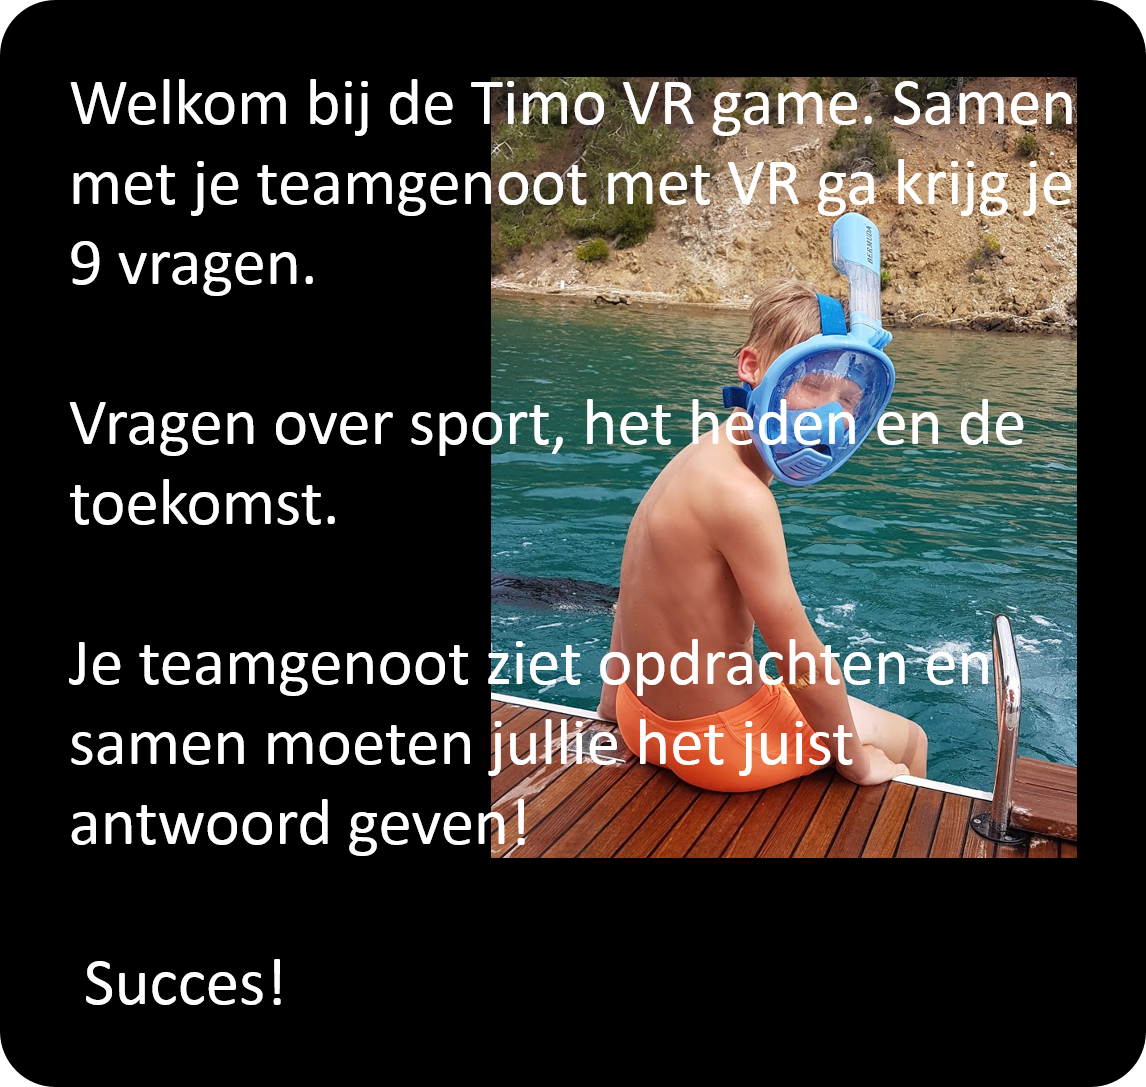 Welkom bij de Timo VR game. Samen
met je teamgenoot met VR ga krijg je
9 vragen.
Vragen over sport, het heden en de
toekomst.
Je teamgenoot ziet opdrachten en
samen moeten jullie het juist
antwoord geven!
Succes!
BERMUDA